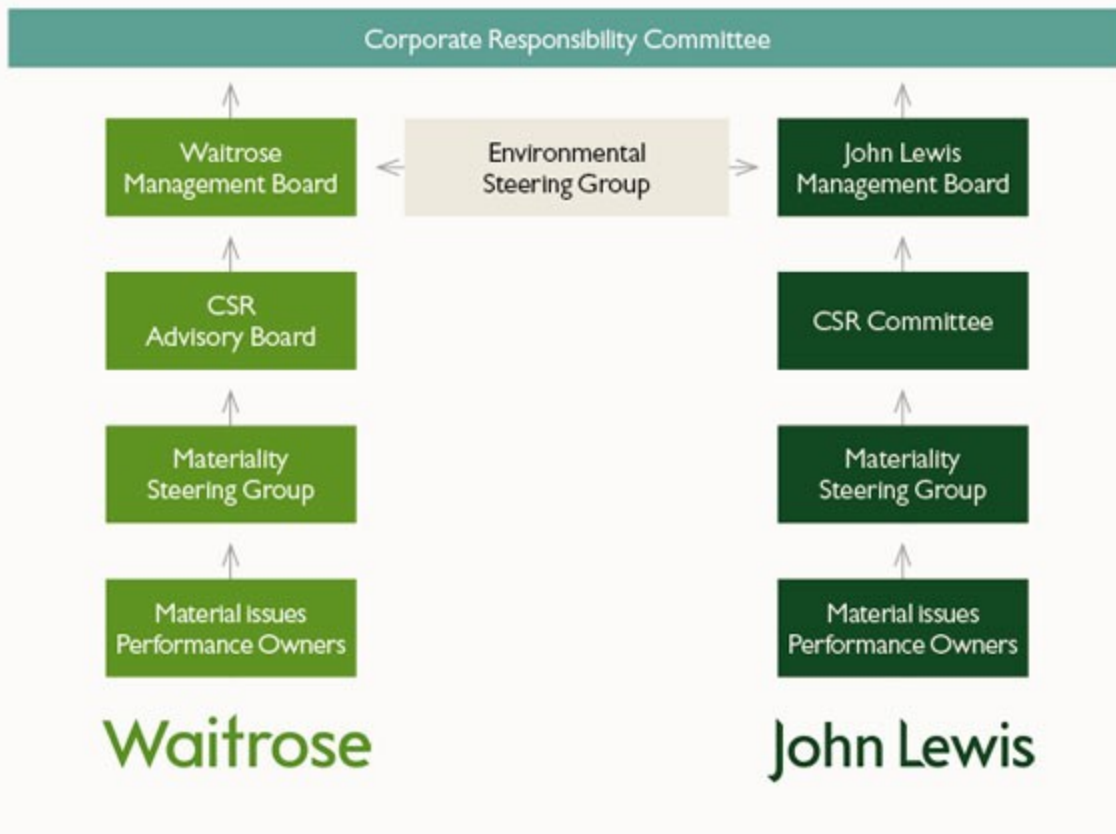 Corporate Responsibility Committee
Waitrose
Management Board
Environmental
Steering Group
John Lewis
Management Board
CSR
Advisory Board
CSR Committee
Materiality
Steering Group
Materiality
Steering Group
Material issues
Performance Owners
Material issues
Performance Owners
Waitrose
John Lewis